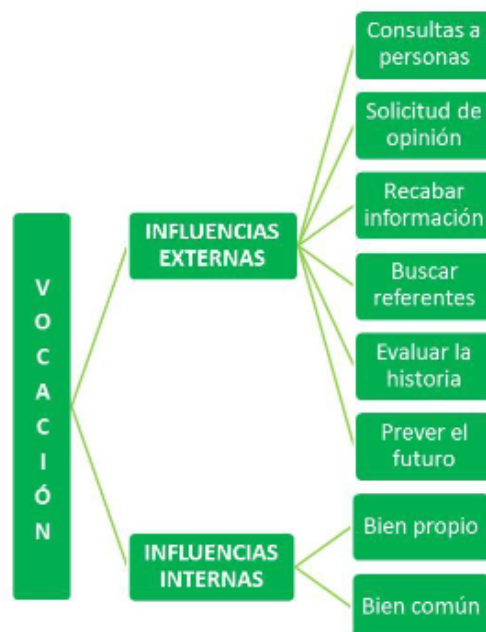 VOCACIÓN
INFLUENCIAS
EXTERNAS
Consultas a
personas
Solicitud de
opinión
Recabar
información
Buscar
referentes
Evaluar la
historia
Prever el
futuro
INFLUENCIAS
INTERNAS
Bien propio
Bien común